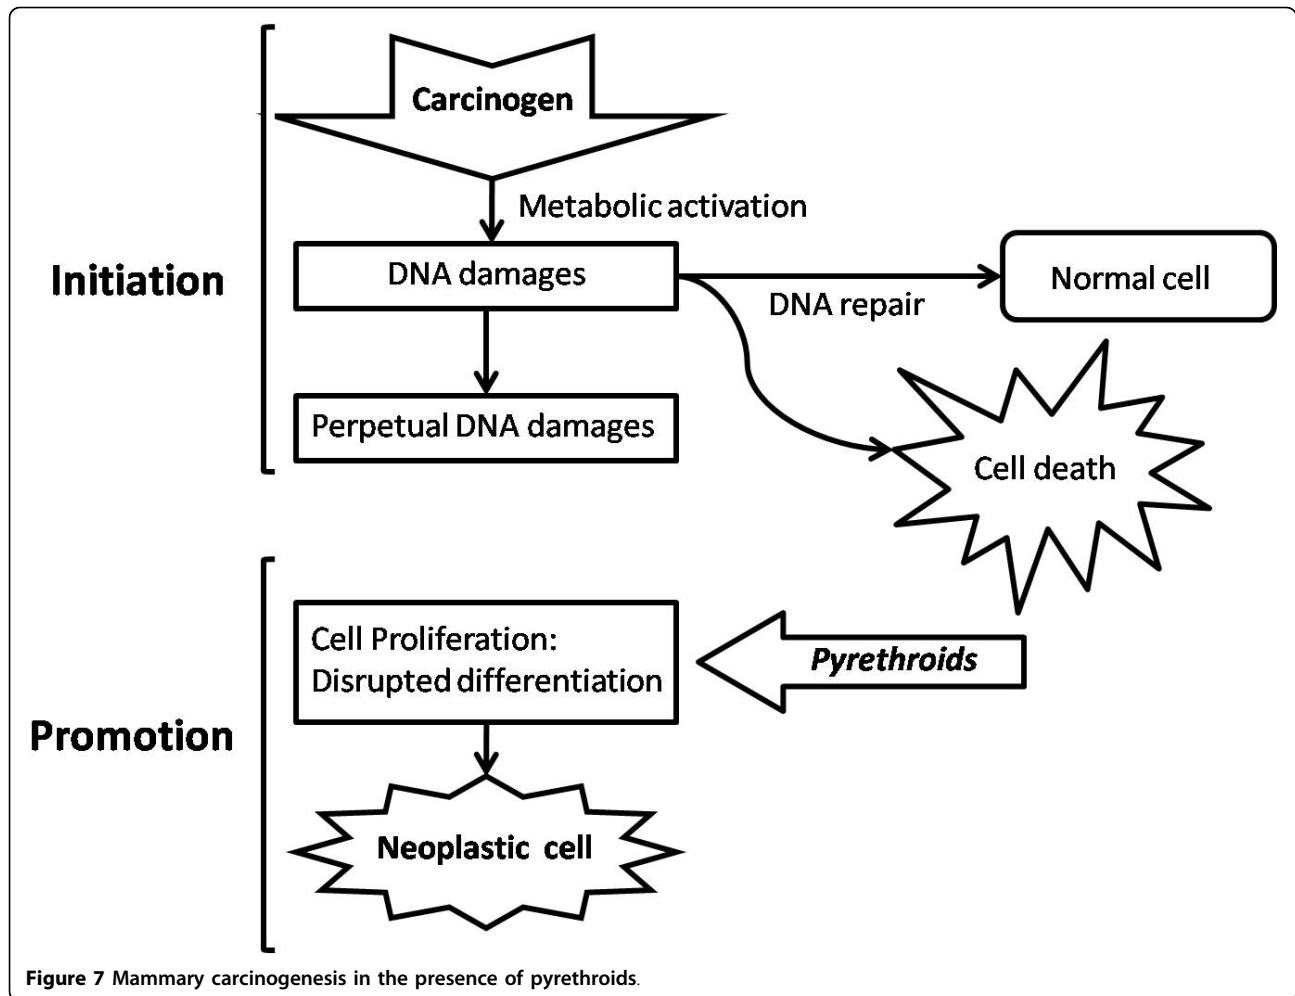 Carcinogen
Metabolic activation
Initiation
DNA damages
Normal cell
DNA repair
Perpetual DNA damages
Cell death
Cell Proliferation:
Disrupted differentiation
Pyrethroids
Promotion
Neoplastic cell
Figure 7 Mammary carcinogenesis in the presence of pyrethroids.